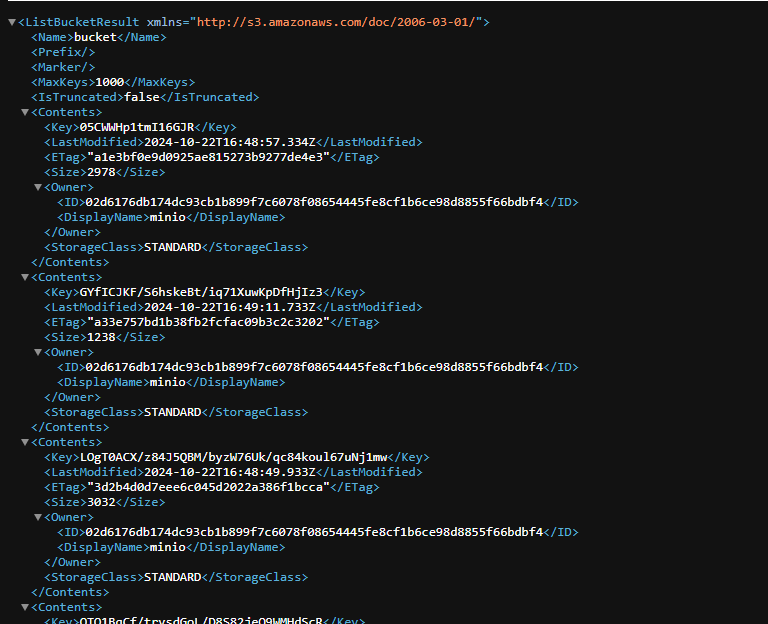 ▼<ListBucketResult xmlns="http://s3.amazonaws.com/doc/2006-03-01/">
<Name>bucket</Name>
<Prefix/>
<Marker/>
<MaxKeys>1000</MaxKeys>
<IsTruncated>false</IsTruncated>
▼<Contents>
<Key>05CWWHp1tmI16GJR</Key>
<LastModified>2024-10-22T16:48:57.334Z</LastModified>
<ETag>"a1e3bf0e9d0925ae815273b9277de4e3"</ETag>
<Size>2978</Size>
▼<Owner>
<ID>02d6176db174dc93cb1b899f7c6078f08654445fe8cf1b6ce98d8855f66bdbf4</ID>
<DisplayName>minio</DisplayName>
</Owner>
<StorageClass>STANDARD</StorageClass>
</Contents>
▼<Contents>
<Key>GYfICJKF/S6hskeBt/iq71XuwKpDfHjIz3</Key>
<LastModified>2024-10-22T16:49:11.733Z</LastModified>
<ETag>"a33e757bd1b38fb2fcfac09b3c2c3202"</ETag>
<Size>1238</Size>
▼<Owner>
<ID>02d6176db174dc93cb1b899f7c6078f08654445fe8cf1b6ce98d8855f66bdbf4</ID>
<DisplayName>minio</DisplayName>
</Owner>
<StorageClass>STANDARD</StorageClass>
</Contents>
▼<Contents>
<Key>LOgT0ACX/z84J5QBM/byzW76Uk/qc84koul67uNj1mw</Key>
<LastModified>2024-10-22T16:48:49.933Z</LastModified>
<ETag>"3d2b4d0d7eee6c045d2022a386f1bcca"</ETag>
<Size>3032</Size>
▼<Owner>
<ID>02d6176db174dc93cb1b899f7c6078f08654445fe8cf1b6ce98d8855f66bdbf4</ID>
<DisplayName>minio</DisplayName>
</Owner>
<StorageClass>STANDARD</StorageClass>
</Contents>
▼<Contents>